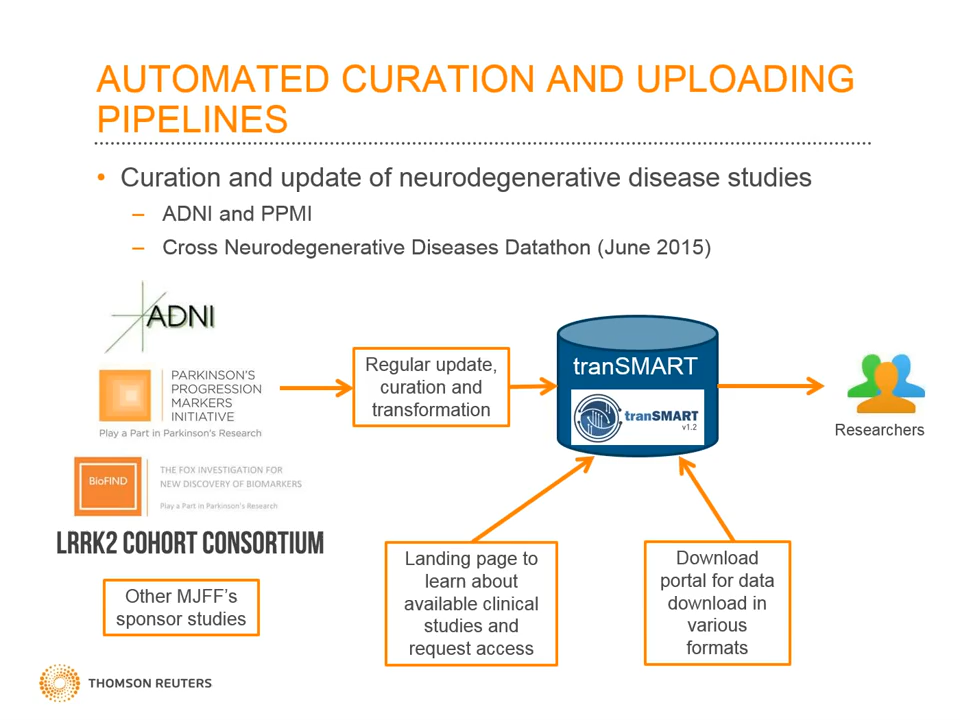 AUTOMATED CURATION AND UPLOADING
PIPELINES
• Curation and update of neurodegenerative disease studies
– ADNI and PPMI
– Cross Neurodegenerative Diseases Datathon (June 2015)
ADNI
PARKINSON'S
PROGRESSION
MARKERS
INITIATIVE
Play a Part in Parkinson's Research
BioFIND
THE FOX INVESTIGATION FOR
NEW DISCOVERY OF BIOMARKERS
Play a Part in Parkinson's Research
LRRK2 COHORT CONSORTIUM
Other MJFF's
sponsor studies
Regular update,
curation and
transformation
tranSMART
tranSMART
v1.2
Researchers
Landing page to
learn about
available clinical
studies and
request access
Download
portal for data
download in
various
formats
THOMSON REUTERS